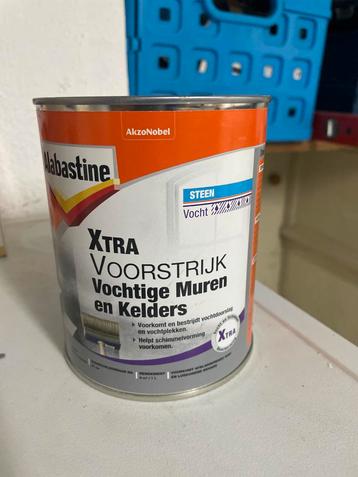 AkzoNobel
Alabastine
STEEN
Vocht
XTRA
VOORSTRIJK
Vochtige Muren
en Kelders
Voorkomt en bestrijdt vochtdoorslag
en vochtplekken.
Helpt schimmelvorming
voorkomen.
XTRA
RENDEMENT